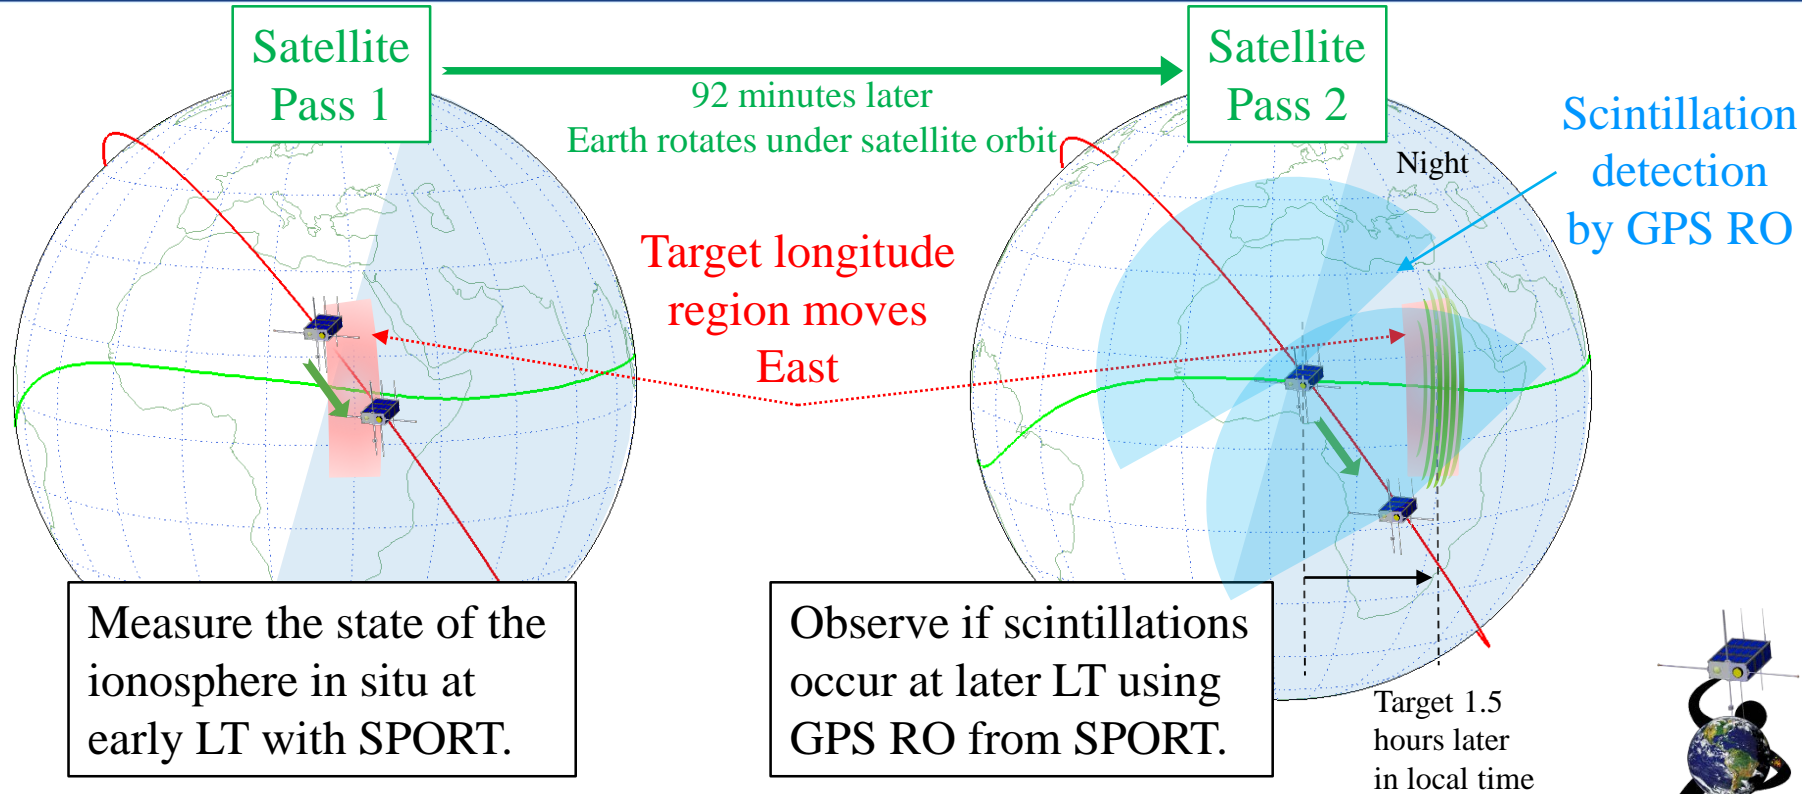 Satellite
Pass 1
92 minutes later
Earth rotates under satellite orbit
Satellite
Pass 2
Night
Scintillation
detection
by GPS RO
Target longitude
region moves
East
Measure the state of the
ionosphere in situ at
early LT with SPORT.
Observe if scintillations
occur at later LT using
GPS RO from SPORT.
Target 1.5
hours later
in local time